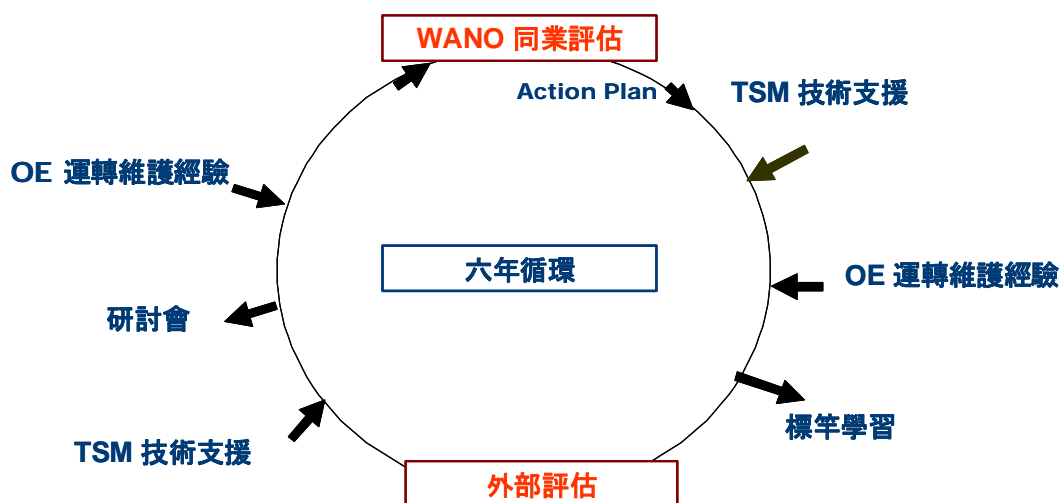 WANO 同業評估
Action Plan
TSM 技術支援
OE 運轉維護經驗
六年循環
OE 運轉維護經驗
研討會
標竿學習
TSM 技術支援
外部評估